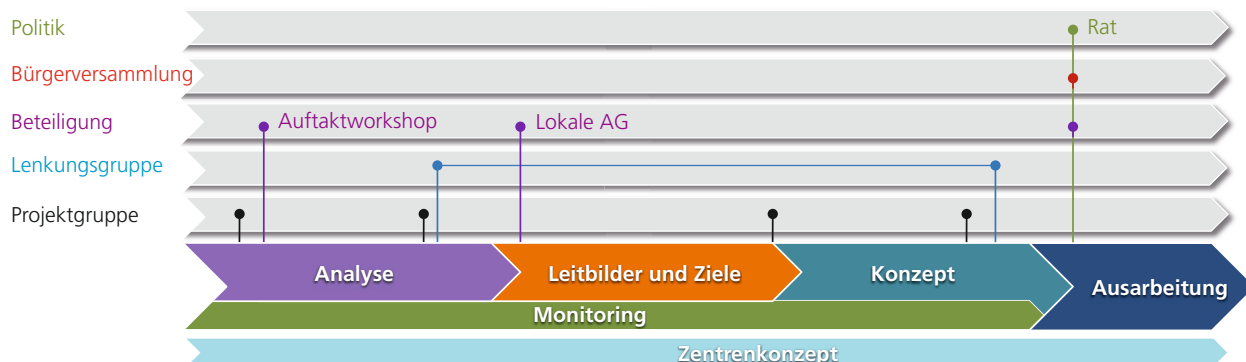 Politik
Rat
Bürgerversammlung
Beteiligung
Auftaktworkshop
Lokale AG
Lenkungsgruppe
Projektgruppe
Analyse
Leitbilder und Ziele
Konzept
Ausarbeitung
Monitoring
Zentrenkonzept